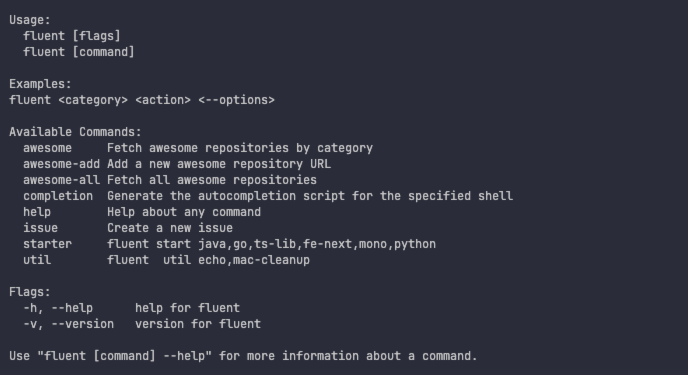 Usage:
  fluent [flags]
  fluent [command]

Examples:
fluent <category> <action> <--options>

Available Commands:
  awesome     Fetch awesome repositories by category
  awesome-add Add a new awesome repository URL
  awesome-all Fetch all awesome repositories
  completion  Generate the autocompletion script for the specified shell
  help        Help about any command
  issue       Create a new issue
  starter     fluent start java,go,ts-lib,fe-next,mono,python
  util        fluent  util echo,mac-cleanup

Flags:
  -h, --help      help for fluent
  -v, --version   version for fluent

Use "fluent [command] --help" for more information about a command.